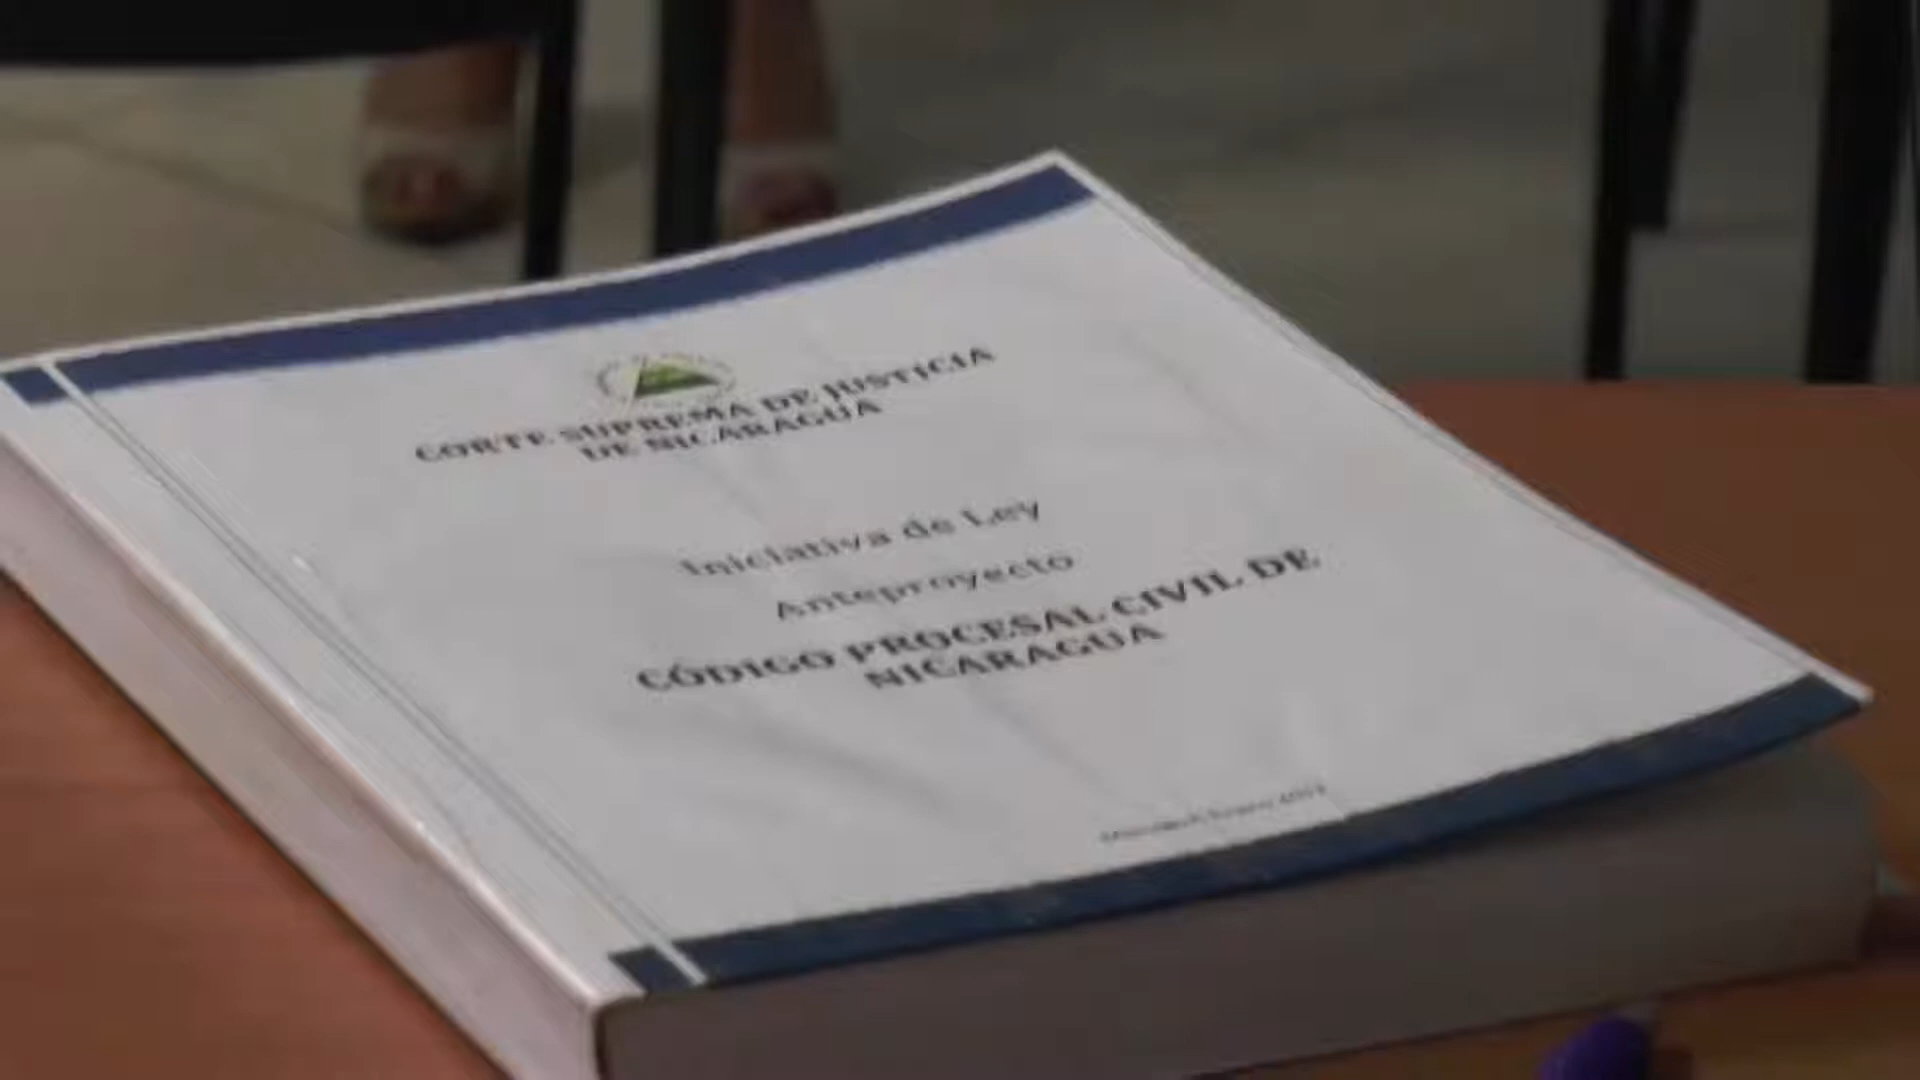 CORTE SUPREMA DE JUSTICIA
DE NICARAGUA
Iniciativa de Ley
Anteproyecto
CÓDIGO PROCESAL CIVIL DE
NICARAGUA